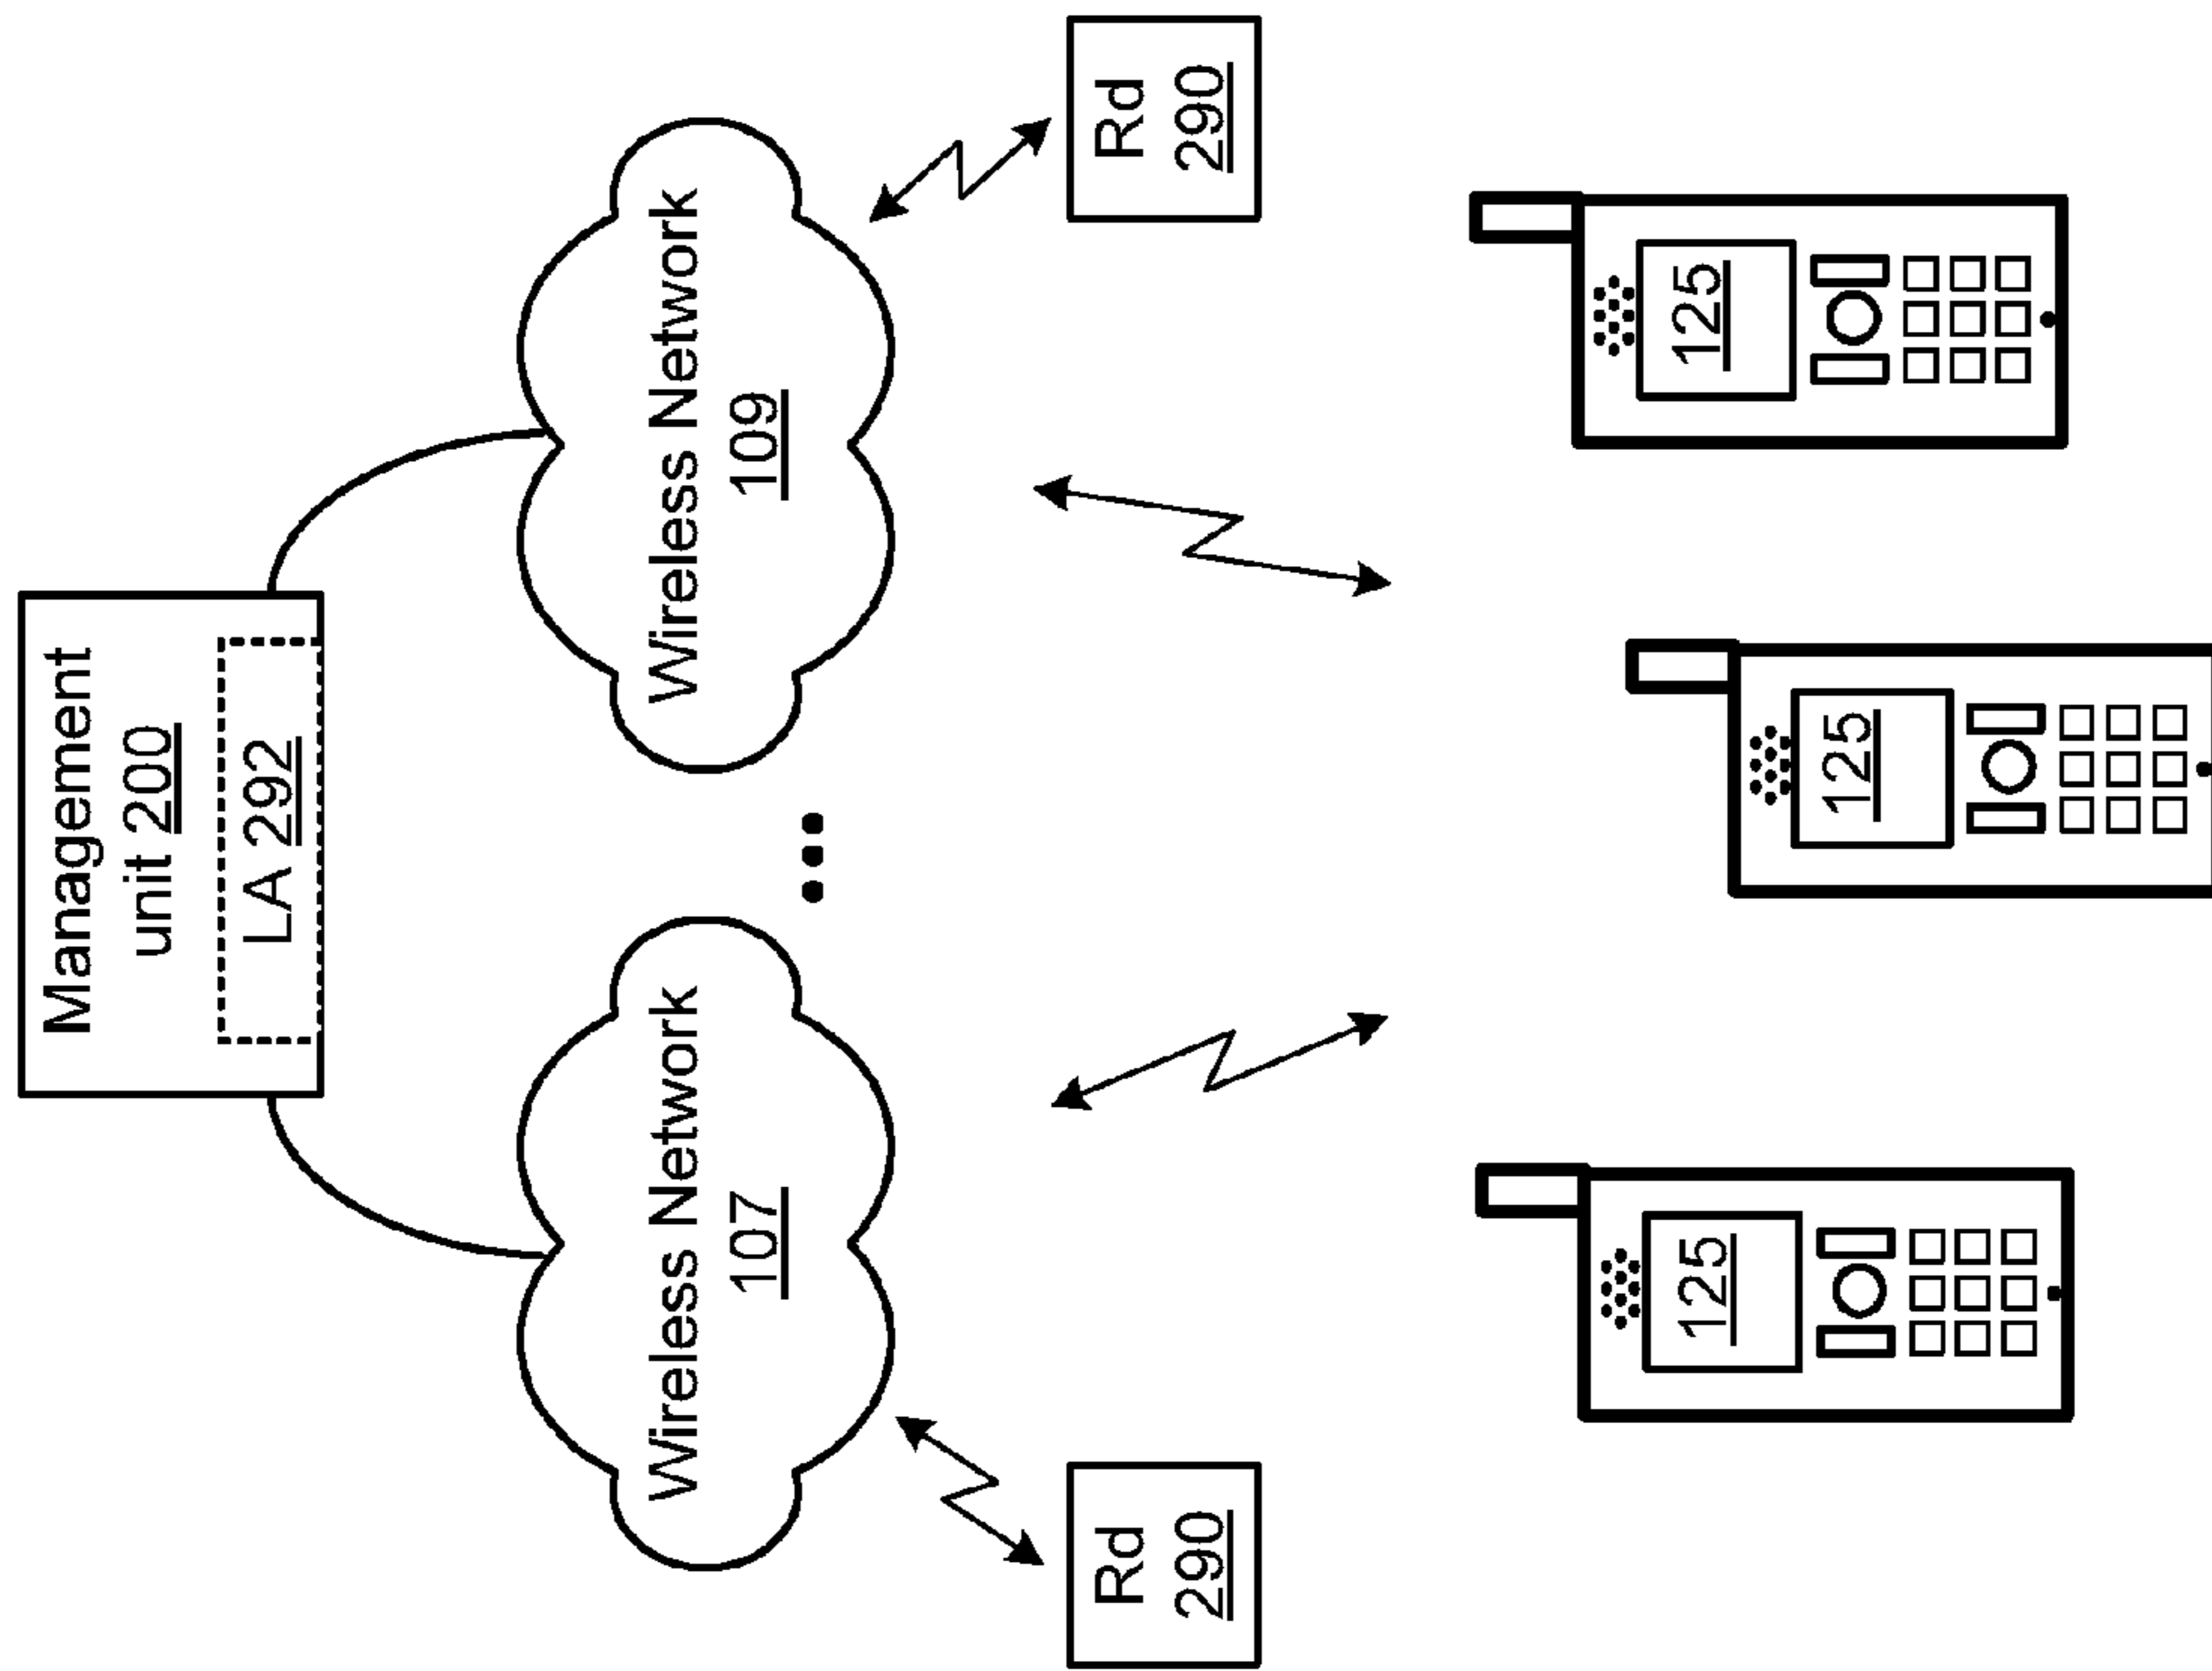 Management
unit 200
LA 292
Wireless Network
107
Wireless Network
109
Rd
290
Rd
290
125
125
125